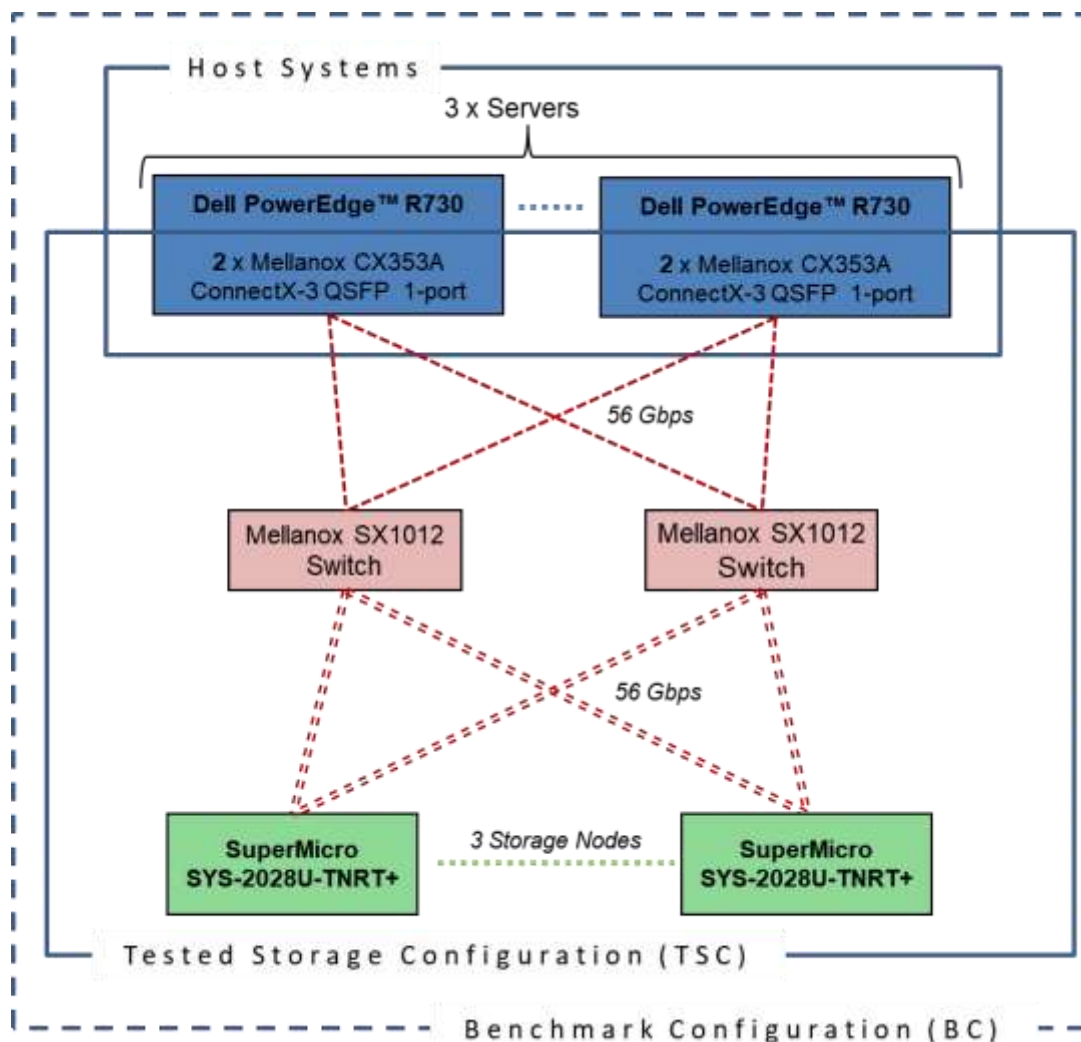 Host Systems
3 x Servers
Dell PowerEdge™ R730
2 x Mellanox CX353A
ConnectX-3 QSFP 1-port
Dell PowerEdge™ R730
2 x Mellanox CX353A
ConnectX-3 QSFP 1-port
56 Gbps
Mellanox SX1012
Switch
Mellanox SX1012
Switch
56 Gbps
SuperMicro
SYS-2028U-TNRT+
3 Storage Nodes
SuperMicro
SYS-2028U-TNRT+
Tested Storage Configuration (TSC)
Benchmark Configuration (BC)